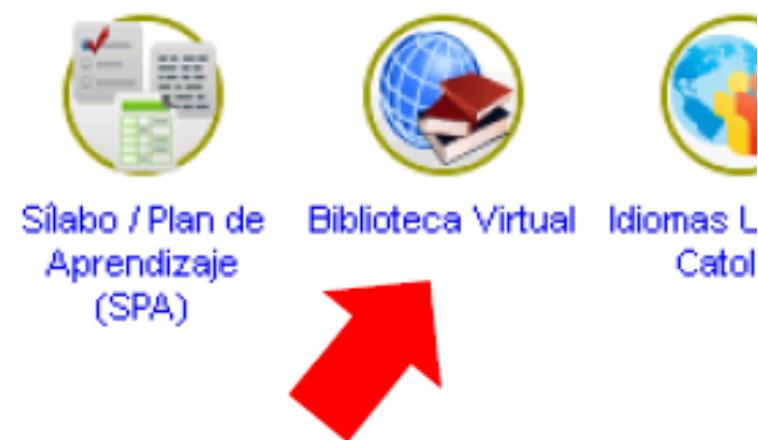 Sílabo / Plan de
Aprendizaje
(SPA)
Biblioteca Virtual
Idiomas